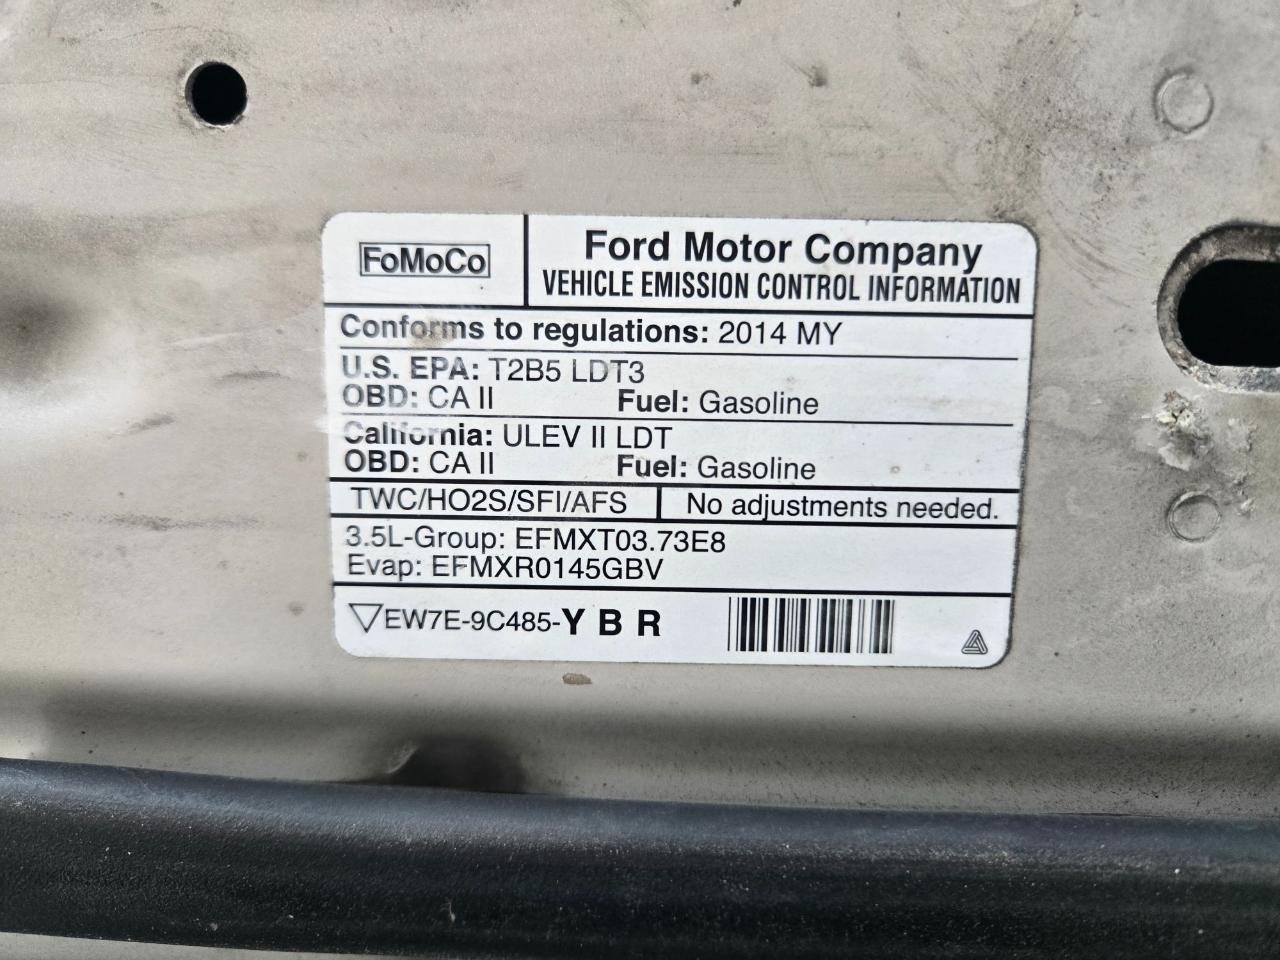 FoMoCo
Ford Motor Company
VEHICLE EMISSION CONTROL INFORMATION
Conforms to regulations: 2014 MY
U.S. EPA: T2B5 LDT3
OBD: CA II Fuel: Gasoline
California: ULEV II LDT
OBD: CA II Fuel: Gasoline
TWC/HO2S/SFI/AFS No adjustments needed.
3.5L-Group: EFMXT03.73E8
Evap: EFMXR0145GBV
EW7E-9C485-Y B R